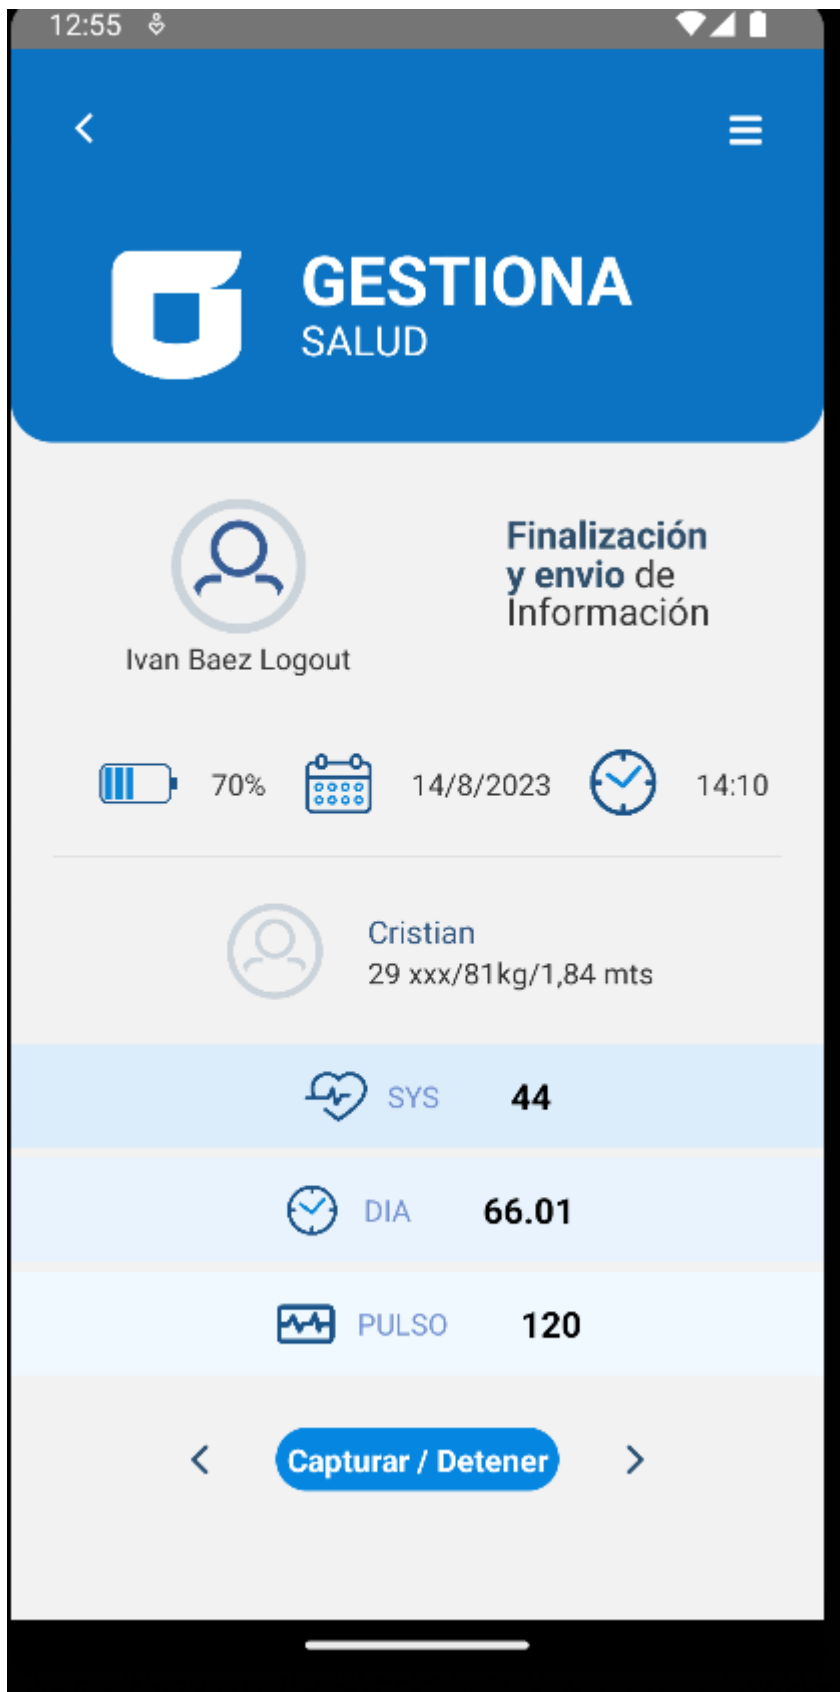 12:55
GESTIONA
SALUD
Finalización
y envio de
Información
Ivan Baez Logout
70% 14/8/2023 14:10
Cristian
29 xxx/81kg/1,84 mts
SYS 44
DIA 66.01
PULSO 120
Capturar / Detener